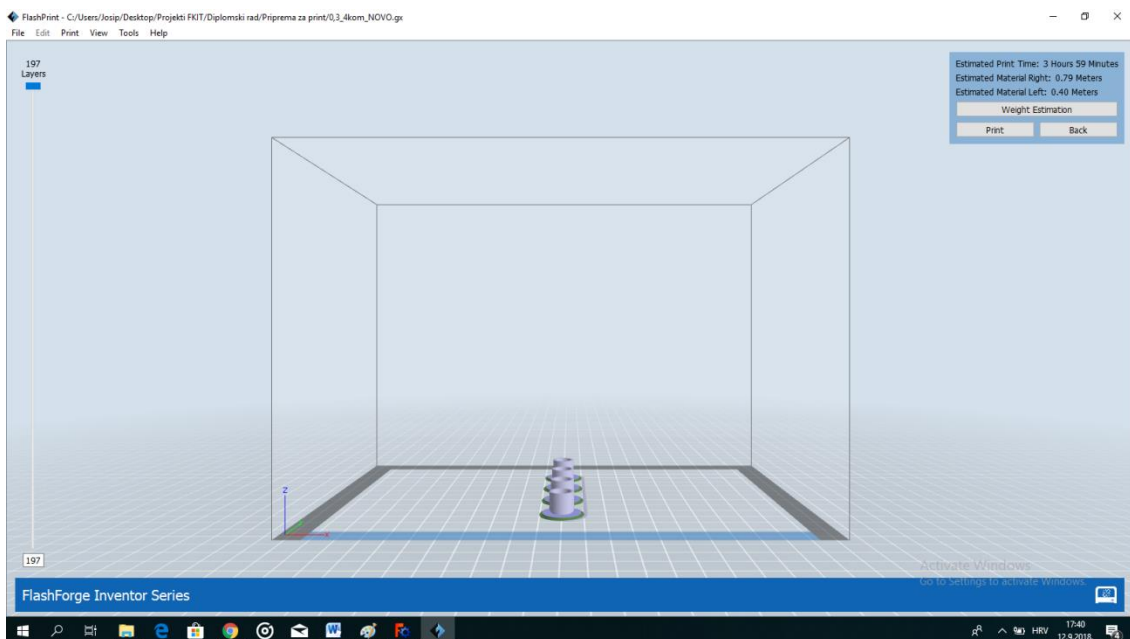 FlashPrint - C:/Users/Josip/Desktop/Projekti FKIT/Diplomski rad/Priprema za print/0,3_4kom_NOVO.gx
File Edit Print View Tools Help
197
Layers
Estimated Print Time: 3 Hours 59 Minutes
Estimated Material Right: 0.79 Meters
Estimated Material Left: 0.40 Meters
Weight Estimation
Print Back
z
x
197
Activate Windows
Go to Settings to activate Windows.
FlashForge Inventor Series
HRV
17:40
12.9.2018.
4